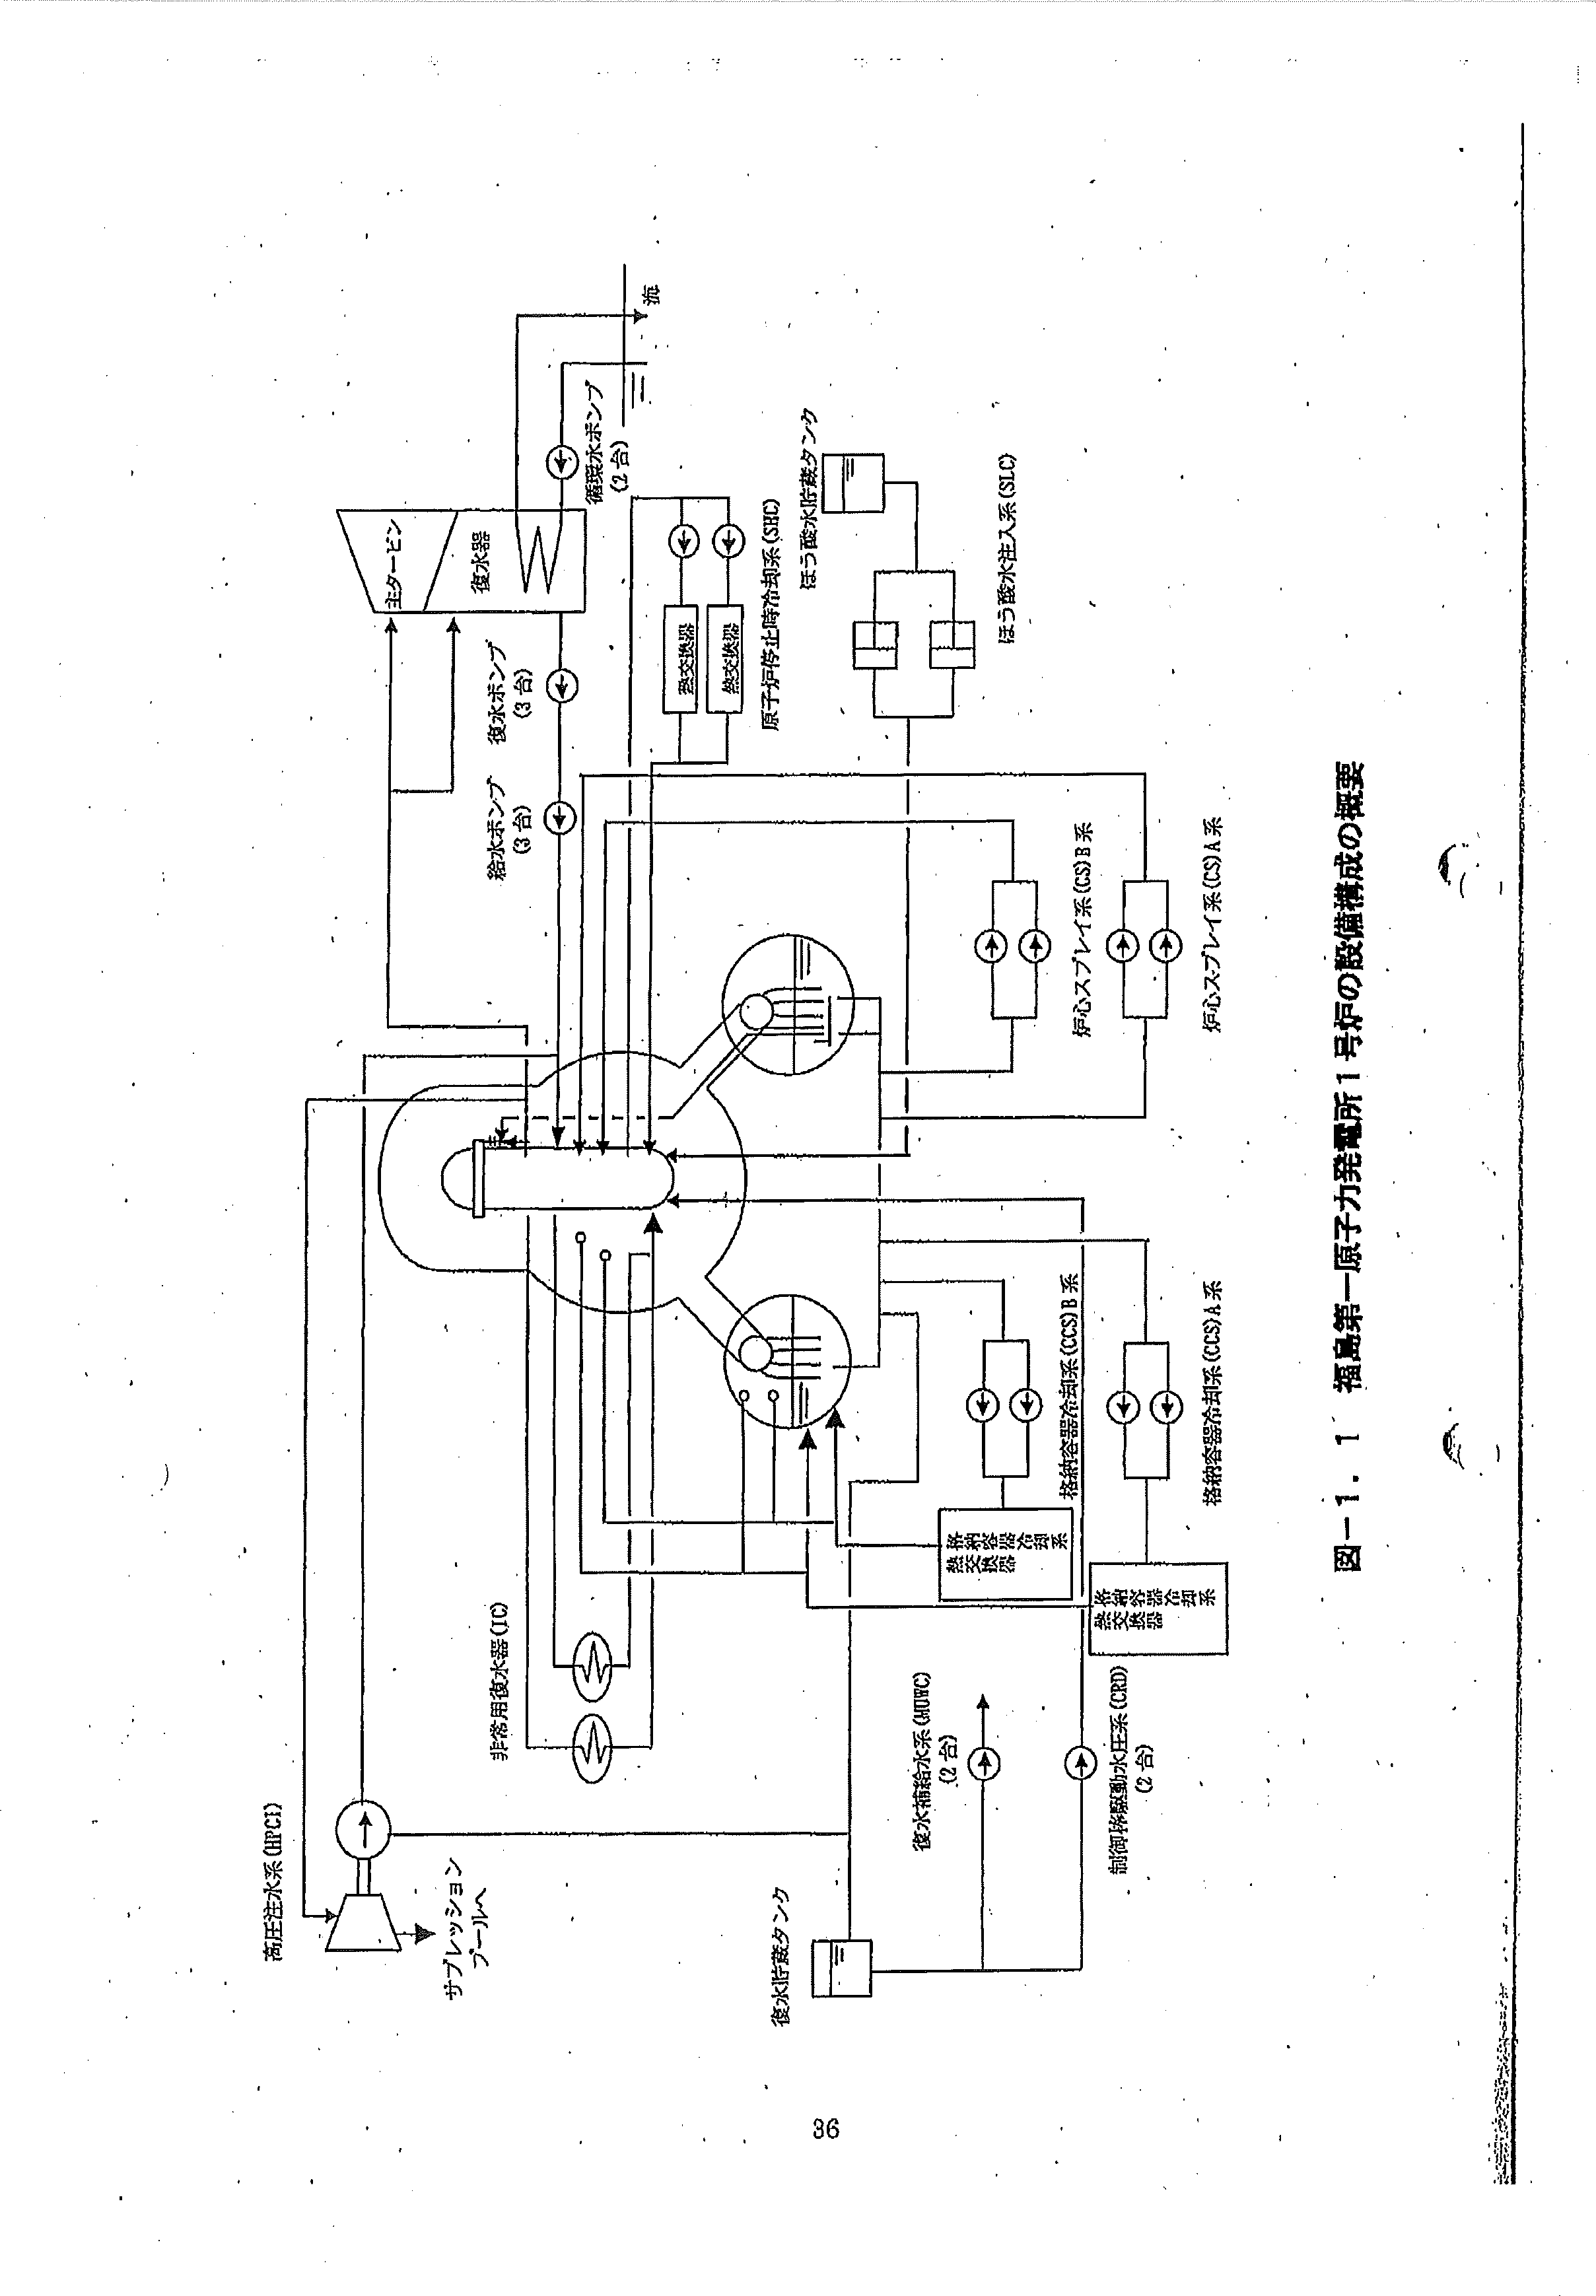 高圧注水系(HPCI)
サプレッション
プールへ
非常用復水器(IC)
主タービン
復水器
復水ポンプ
(3台)
給水ポンプ
(3台)
循環水ポンプ
(2台)
海
熱交換器
熱交換器
原子炉停止時冷却系(SHC)
ほう酸水貯蔵タンク
ほう酸水注入系(SLC)
炉心スプレイ系(CS)B系
炉心スプレイ系(CS)A系
復水貯蔵タンク
復水補給水系(MUWC)
(2台)
制御棒駆動水圧系(CRD)
(2台)
格納容器冷却系
熱交換器
格納容器冷却系(CCS)B系
格納容器冷却系
熱交換器
格納容器冷却系(CCS)A系
図-1.1 福島第一原子力発電所1号炉の設備構成の概要
36